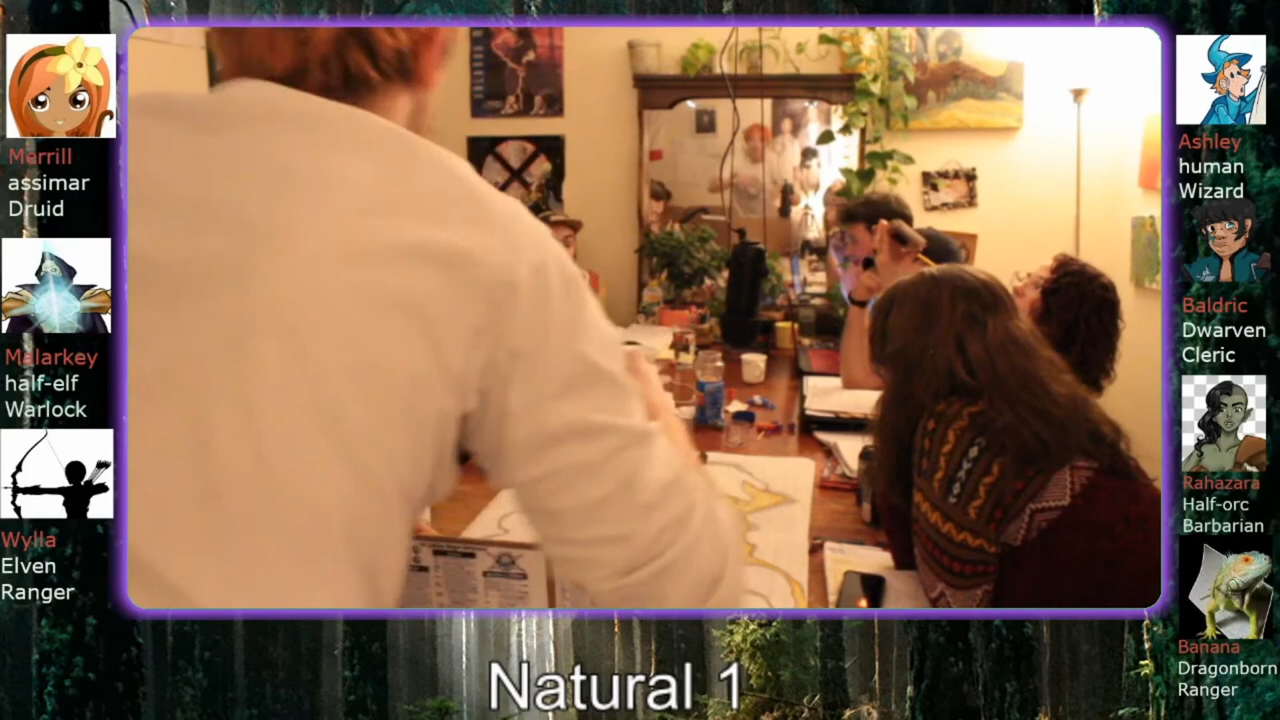 Merrill
assimar
Druid
Malarkey
half-elf
Warlock
Wylla
Elven
Ranger
Ashley
human
Wizard
Baldric
Dwarven
Cleric
Rahazara
Half-orc
Barbarian
Banana
Dragonborn
Ranger
Natural 1